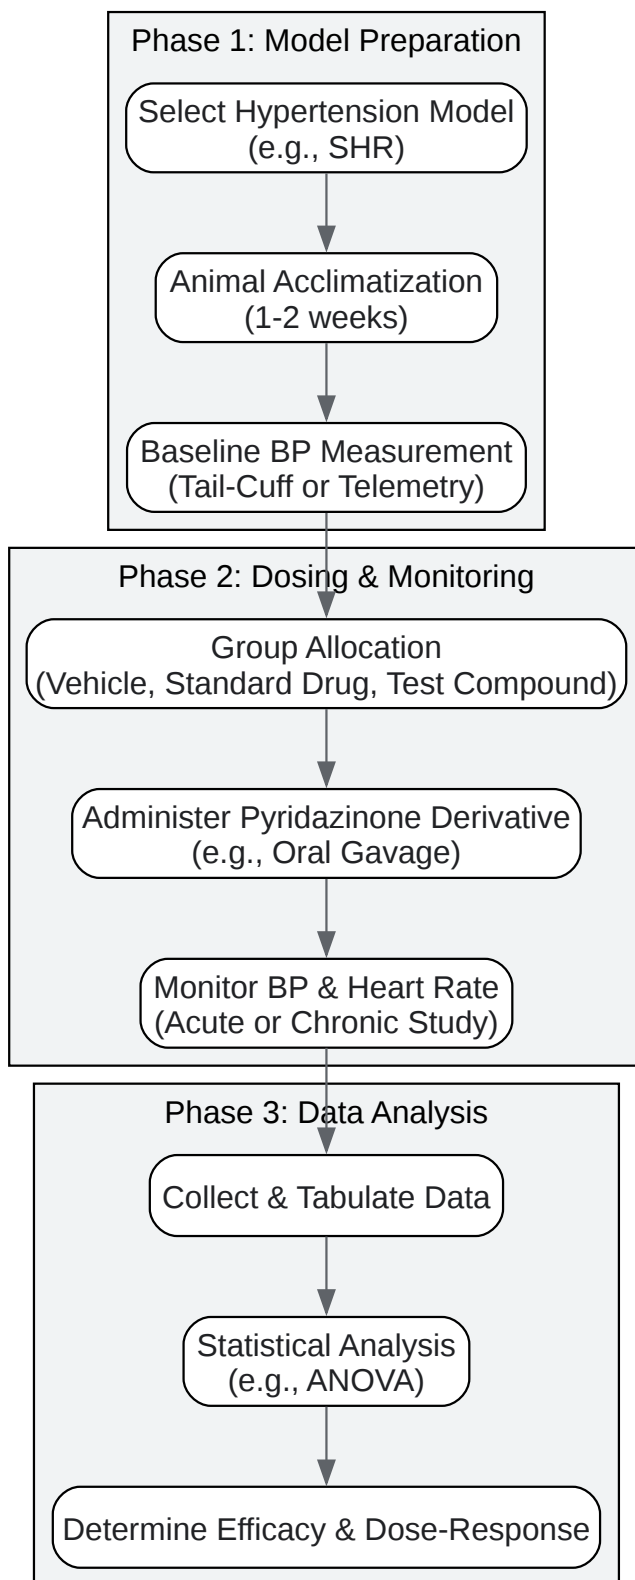 Phase 1: Model Preparation
Select Hypertension Model
(e.g., SHR)
Animal Acclimatization
(1-2 weeks)
Baseline BP Measurement
(Tail-Cuff or Telemetry)
Phase 2: Dosing & Monitoring
Group Allocation
(Vehicle, Standard Drug, Test Compound)
Administer Pyridazinone Derivative
(e.g., Oral Gavage)
Monitor BP & Heart Rate
(Acute or Chronic Study)
Phase 3: Data Analysis
Collect & Tabulate Data
Statistical Analysis
(e.g., ANOVA)
Determine Efficacy & Dose-Response